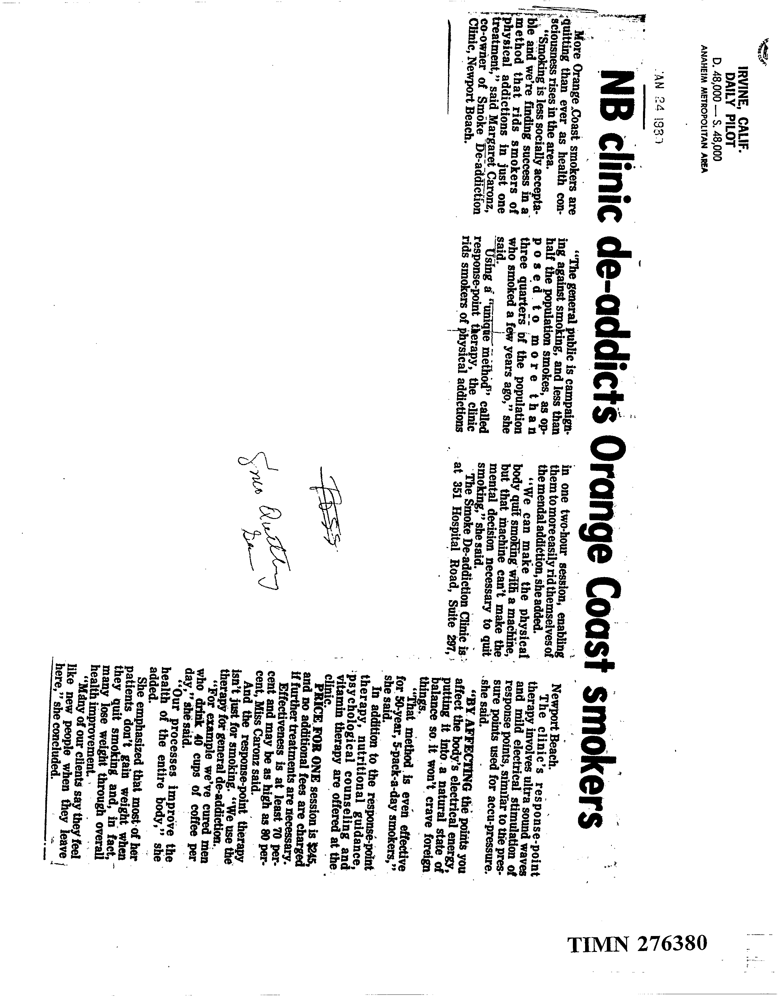 IRVINE, CALIF.
DAILY PILOT
D. 48,000 — S. 48,000
ANAHEIM METROPOLITAN AREA
NB clinic de-addicts Orange Coast smokers
More Orange Coast smokers are
quitting than ever as health con-
sciousness rises in the area.
"Smoking is less socially accepta-
ble and we're finding success in a
method that rids smokers of
physical addictions in just one
treatment," said Margaret Caronz,
co-owner of Smoke De-addiction
Clinic, Newport Beach.
"The general public is campaign-
ing against smoking, and less than
half the population smokes, as op-
posed to more than
three quarters of the population
who smoked a few years ago," she
said.
Using a "unique method" called
response-point therapy, the clinic
rids smokers of physical addictions
in one two-hour session, enabling
them to more easily rid themselves of
the mendal addiction, she added.
"We can make the physical
body quit smoking with a machine,
but that machine can't make the
mental decision necessary to quit
smoking," she said.
The Smoke De-addiction Clinic is
at 351 Hospital Road, Suite 297,
Newport Beach.
The clinic's response-point
therapy involves ultra sound waves
and mild electrical stimulation of
response points, similar to the pres-
sure points used for accu-pressure.
she said.
"BY AFFECTING the points you
affect the body's electrical energy,
putting it into a natural state of
balance so it won't crave foreign
things.
"That method is even effective
for 50-year, 5-pack-a-day smokers,"
she said.
In addition to the response-point
therapy, nutritional guidance,
psychological counseling and
vitamin therapy are offered at the
clinic.
PRICE FOR ONE session is $245,
and no additional fees are charged
if further treatments are necessary.
Effectiveness is at least 70 per-
cent and may be as high as 80 per-
cent, Miss Caronz said.
And the response-point therapy
isn't just for smoking. "We use the
therapy for general de-addiction.
"For example we've cured men
who drink 40 cups of coffee per
day," she said.
"Our processes improve the
health of the entire body," she
added.
She emphasized that most of her
patients don't gain weight when
they quit smoking and, in fact,
many lose weight through overall
health improvement.
"Many of our clients say they feel
like new people when they leave
here," she concluded.
TIMN 276380